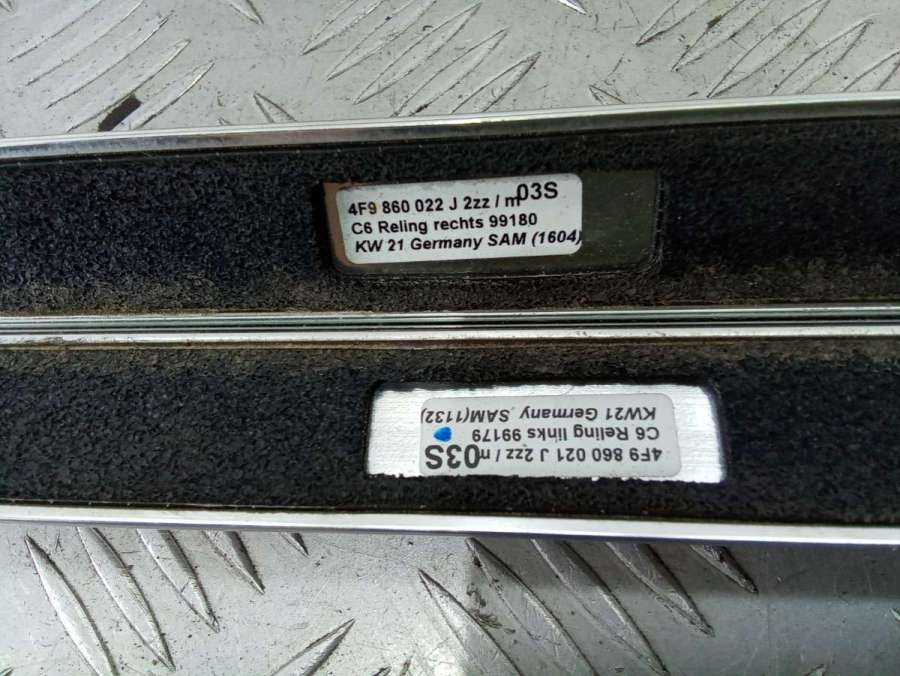 4F9 860 022 J 2zz / m 03S
C6 Reling rechts 99180
KW 21 Germany SAM (1604)
4F9 860 021 J 2zz / 03S
C6 Reling links 99179
KW21 Germany SAM(1132)